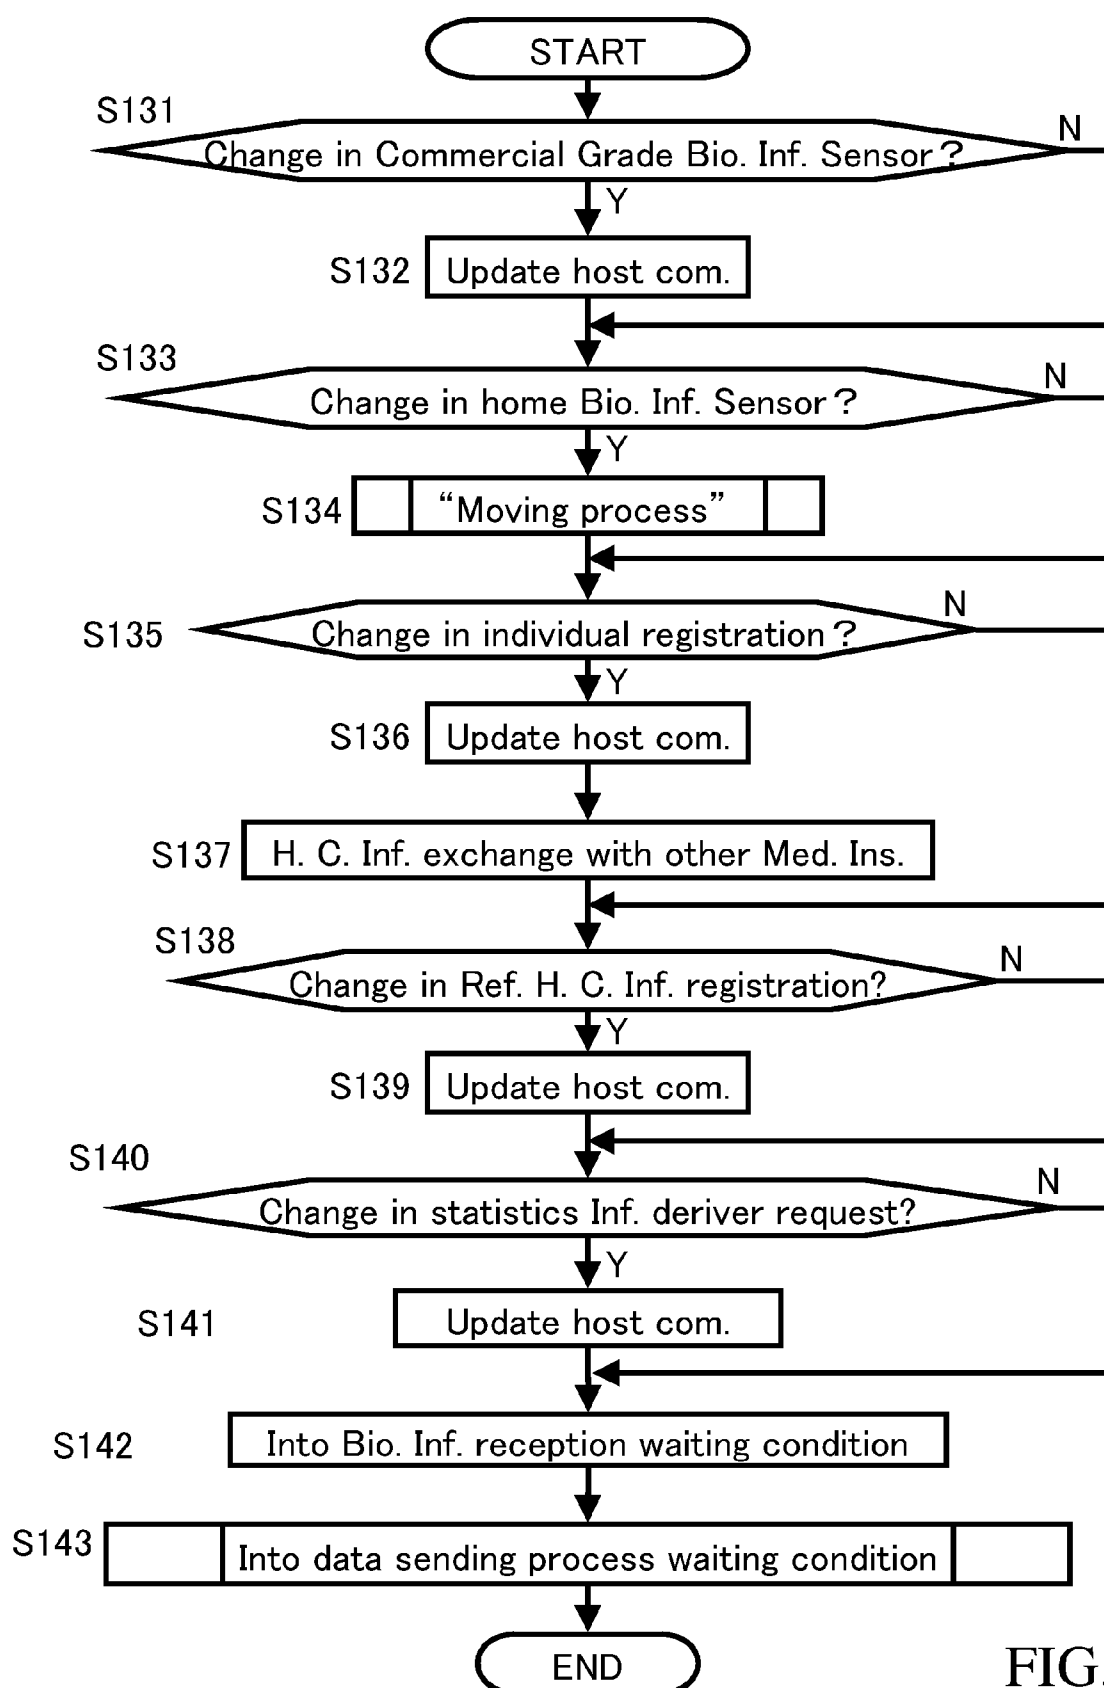 START
S131
Change in Commercial Grade Bio. Inf. Sensor?
N
Y
S132
Update host com.
S133
Change in home Bio. Inf. Sensor?
N
Y
S134
“Moving process”
S135
Change in individual registration?
N
Y
S136
Update host com.
S137
H. C. Inf. exchange with other Med. Ins.
S138
Change in Ref. H. C. Inf. registration?
N
Y
S139
Update host com.
S140
Change in statistics Inf. deriver request?
N
Y
S141
Update host com.
S142
Into Bio. Inf. reception waiting condition
S143
Into data sending process waiting condition
END
FIG.